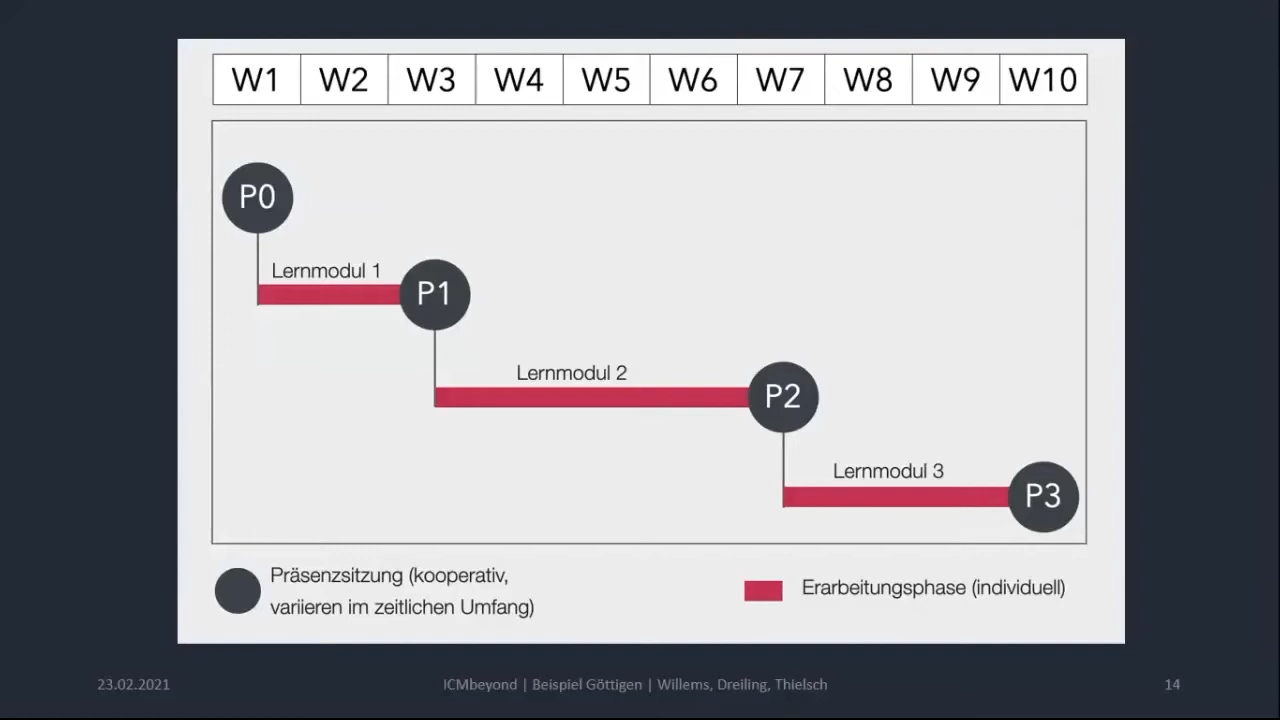 W1 W2 W3 W4 W5 W6 W7 W8 W9 W10
P0
Lernmodul 1
P1
Lernmodul 2
P2
Lernmodul 3
P3
Präsenzsitzung (kooperativ,
variieren im zeitlichen Umfang)
Erarbeitungsphase (individuell)
23.02.2021
ICMbeyond | Beispiel Göttigen | Willems, Dreiling, Thielsch
14